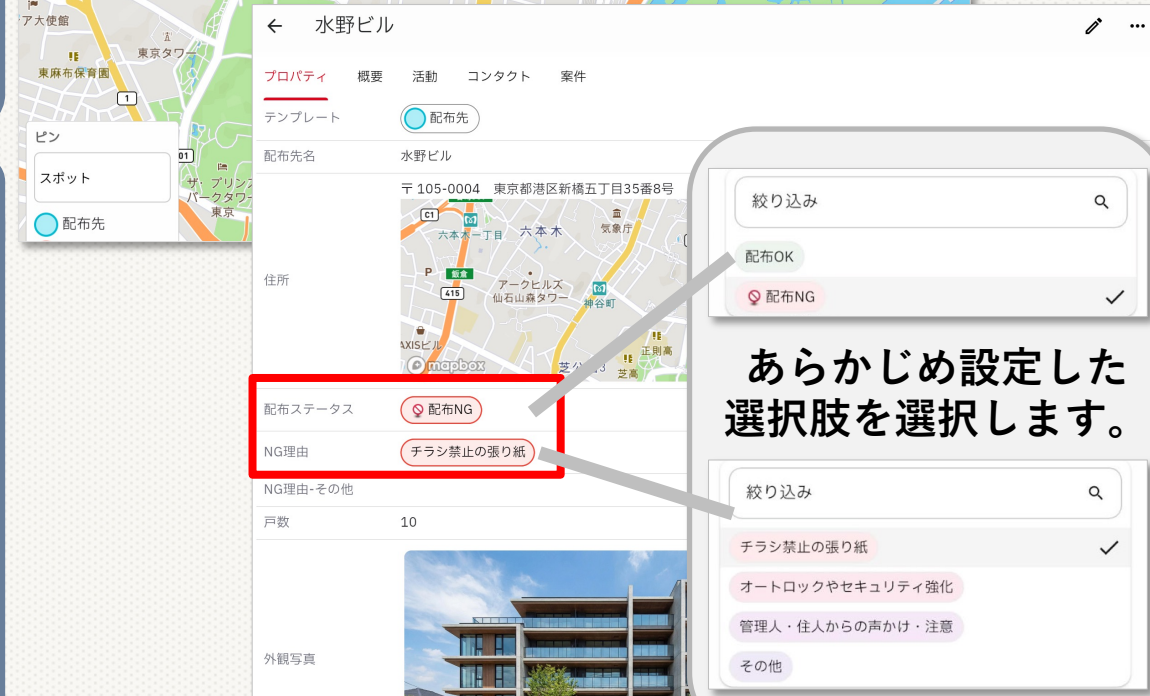 ア大使館
東京タワー
東麻布保育園
1
01
ザ・プリン
パークタワー
東京
ピン
スポット
配布先
水野ビル
プロパティ 概要 活動 コンタクト 案件
テンプレート 配布先
配布先名 水野ビル
住所
〒105-0004 東京都港区新橋五丁目35番8号
C1
六本木一丁目
六本木
気象庁
P
飯倉
415
アークヒルズ
仙石山森タワー
神谷町
AXISビル
正則高
芝高
mapbox
配布ステータス 配布NG
NG理由 チラシ禁止の張り紙
NG理由-その他
戸数 10
外観写真
絞り込み
配布OK
配布NG
あらかじめ設定した
選択肢を選択します。
絞り込み
チラシ禁止の張り紙
オートロックやセキュリティ強化
管理人・住人からの声かけ・注意
その他